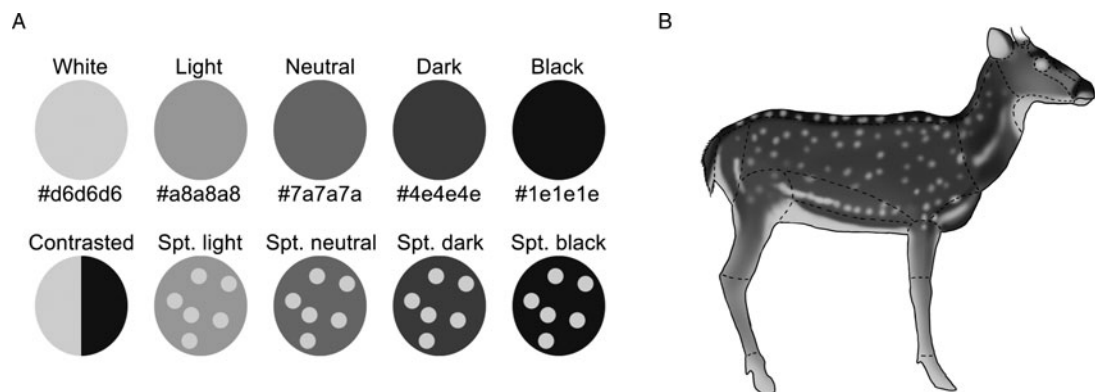 A
B
White Light Neutral Dark Black
#d6d6d6 #a8a8a8 #7a7a7a #4e4e4e #1e1e1e
Contrasted Spt. light Spt. neutral Spt. dark Spt. black